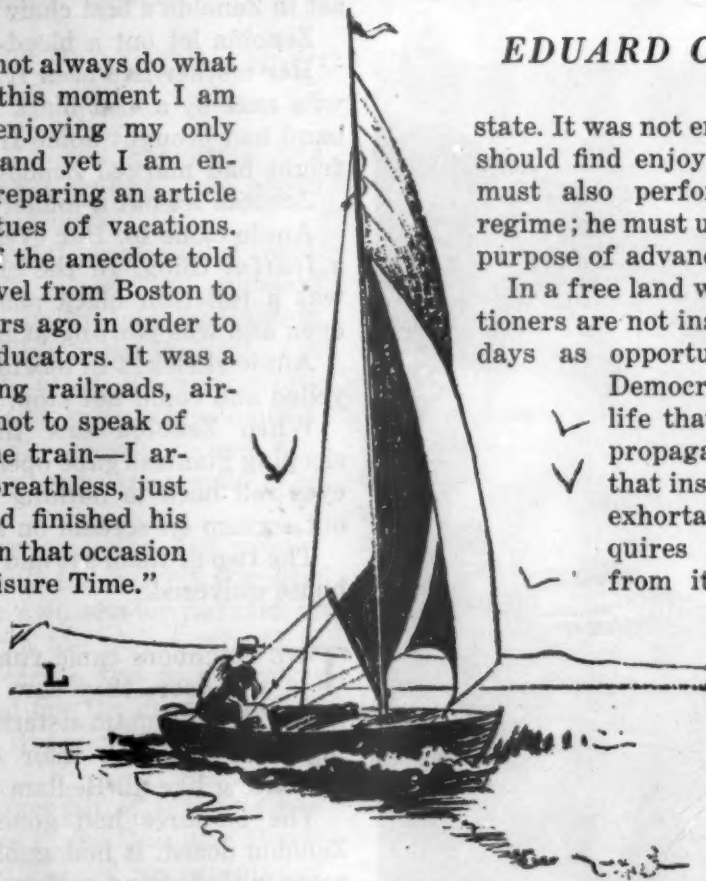 not always do what
this moment I am
enjoying my only
and yet I am en-
reparing an article
tues of vacations.
the anecdote told
vel from Boston to
rs ago in order to
ducators. It was a
ng railroads, air-
not to speak of
ne train—I ar-
breathless, just
d finished his
n that occasion
isure Time."
L
EDUARD C
state. It was not en
should find enjoy
must also perfor
regime; he must u
purpose of advanc
In a free land w
tioners are not ins
days as opportu
Democr
life that
propaga
that ins
exhorta
quires
from it